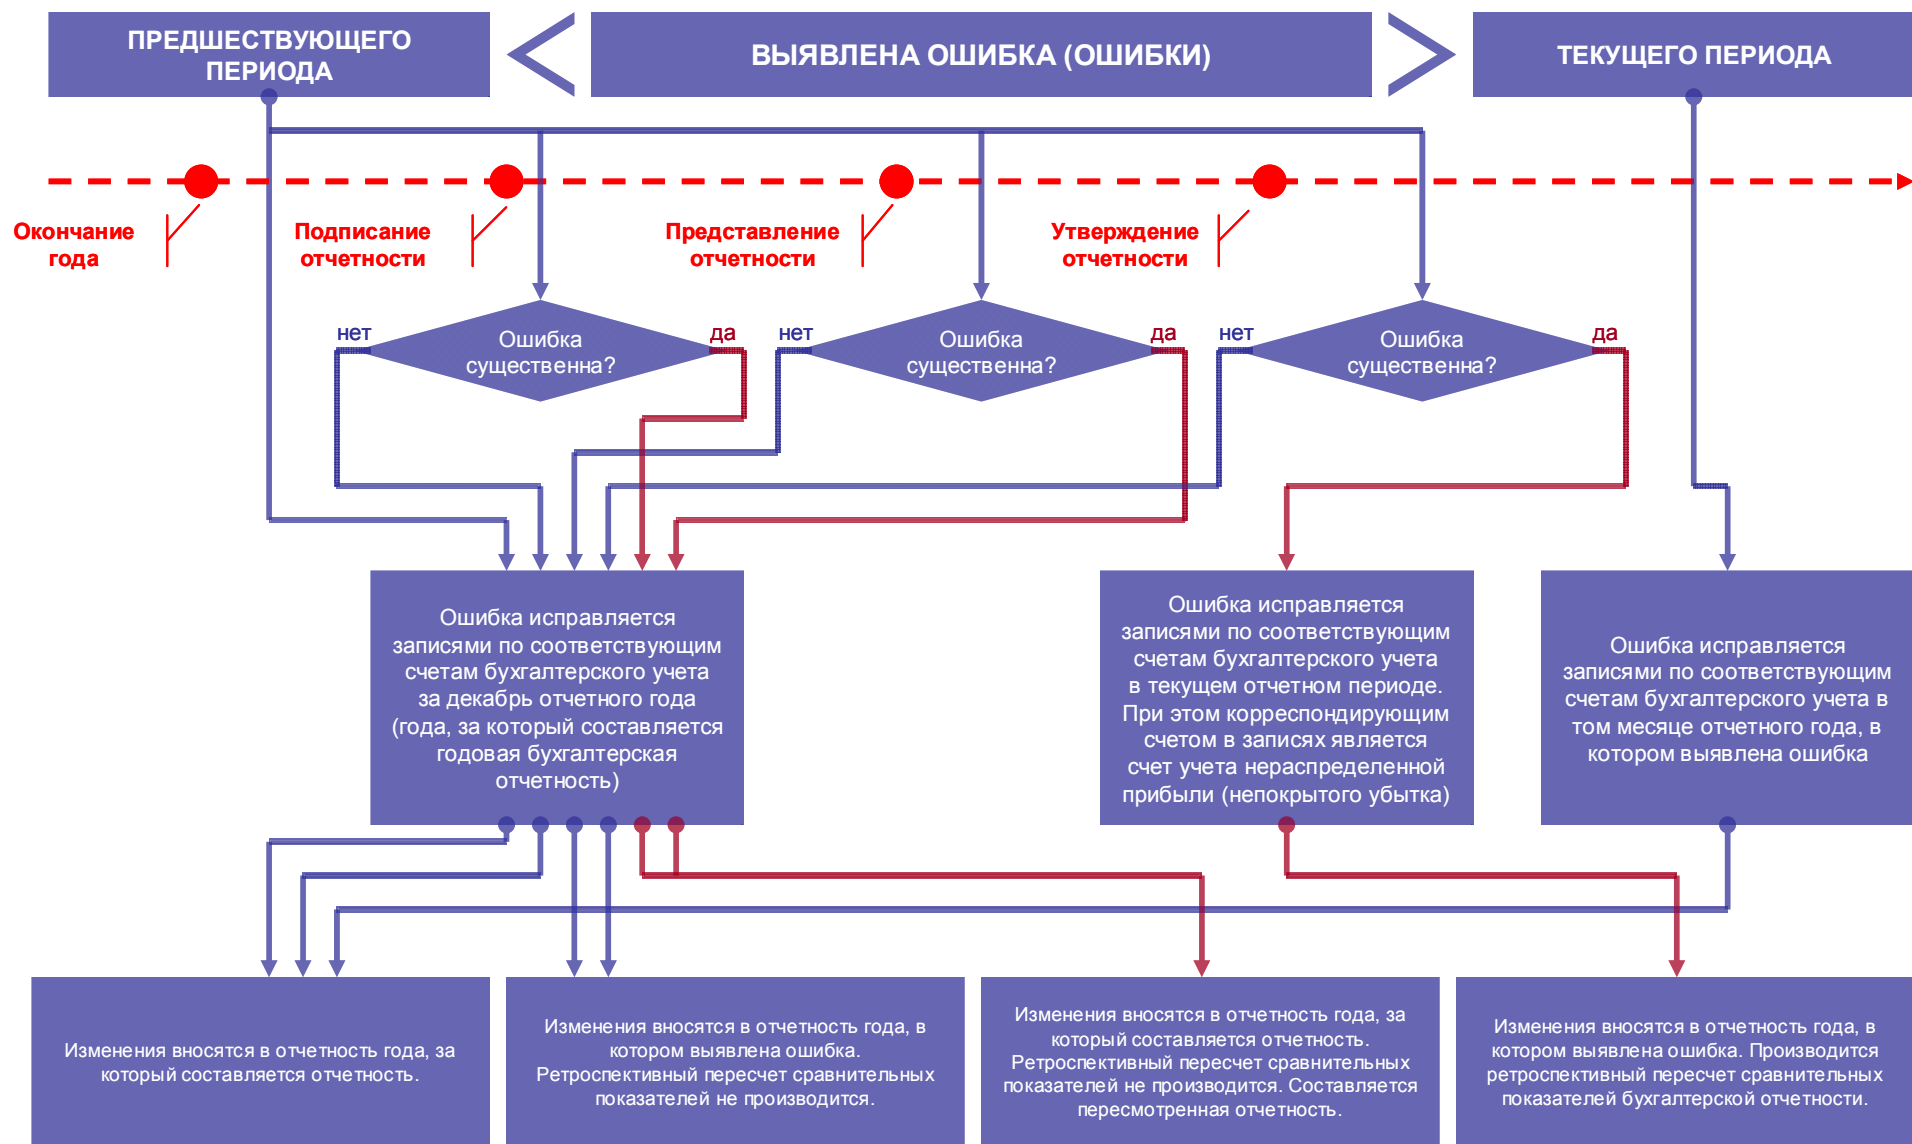 ПРЕДШЕСТВУЮЩЕГО
ПЕРИОДА
ВЫЯВЛЕНА ОШИБКА (ОШИБКИ)
ТЕКУЩЕГО ПЕРИОДА
Окончание
года
Подписание
отчетности
Представление
отчетности
Утверждение
отчетности
нет
Ошибка
существенна?
да
нет
Ошибка
существенна?
да
нет
Ошибка
существенна?
да
Ошибка исправляется
записями по соответствующим
счетам бухгалтерского учета
за декабрь отчетного года
(года, за который составляется
годовая бухгалтерская
отчетность)
Ошибка исправляется
записями по соответствующим
счетам бухгалтерского учета
в текущем отчетном периоде.
При этом корреспондирующим
счетом в записях является
счет учета нераспределенной
прибыли (непокрытого убытка)
Ошибка исправляется
записями по соответствующим
счетам бухгалтерского учета в
том месяце отчетного года, в
котором выявлена ошибка
Изменения вносятся в отчетность года, за
который составляется отчетность.
Изменения вносятся в отчетность года, в
котором выявлена ошибка.
Ретроспективный пересчет сравнительных
показателей не производится.
Изменения вносятся в отчетность года, за
который составляется отчетность.
Ретроспективный пересчет сравнительных
показателей не производится. Составляется
пересмотренная отчетность.
Изменения вносятся в отчетность года, в
котором выявлена ошибка. Производится
ретроспективный пересчет сравнительных
показателей бухгалтерской отчетности.